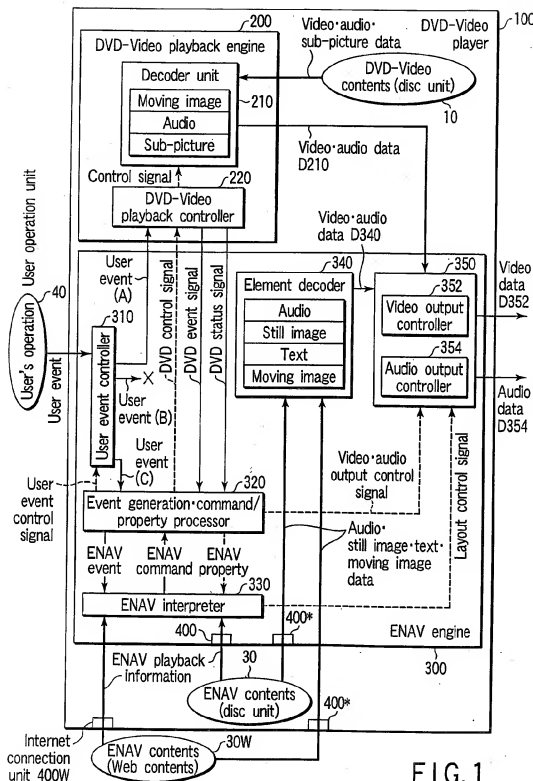 200
DVD-Video playback engine
Video·audio·
sub-picture data
DVD-Video
player
100
Decoder unit
210
Moving image
Audio
Sub-picture
DVD-Video
contents (disc unit)
10
Video·audio data
D210
Control signal
220
DVD-Video
playback controller
User operation unit
40
User's operation
User event
310
User event controller
User
event
(A)
X
User
event (B)
User
event
(C)
DVD control signal
DVD event signal
DVD status signal
Video·audio
data D340
340
Element decoder
Audio
Still image
Text
Moving image
350
352
Video output
controller
354
Audio output
controller
Video
data
D352
Audio
data
D354
User
event
control
signal
320
Event generation·command/
property processor
Video·audio
output control
signal
Layout control signal
ENAV
event
ENAV
command
ENAV
property
330
ENAV interpreter
Audio·
still image·text·
moving image
data
400
400*
ENAV engine
300
ENAV playback
information
30
ENAV contents
(disc unit)
400*
Internet
connection
unit 400W
ENAV contents
(Web contents)
30W
FIG. 1